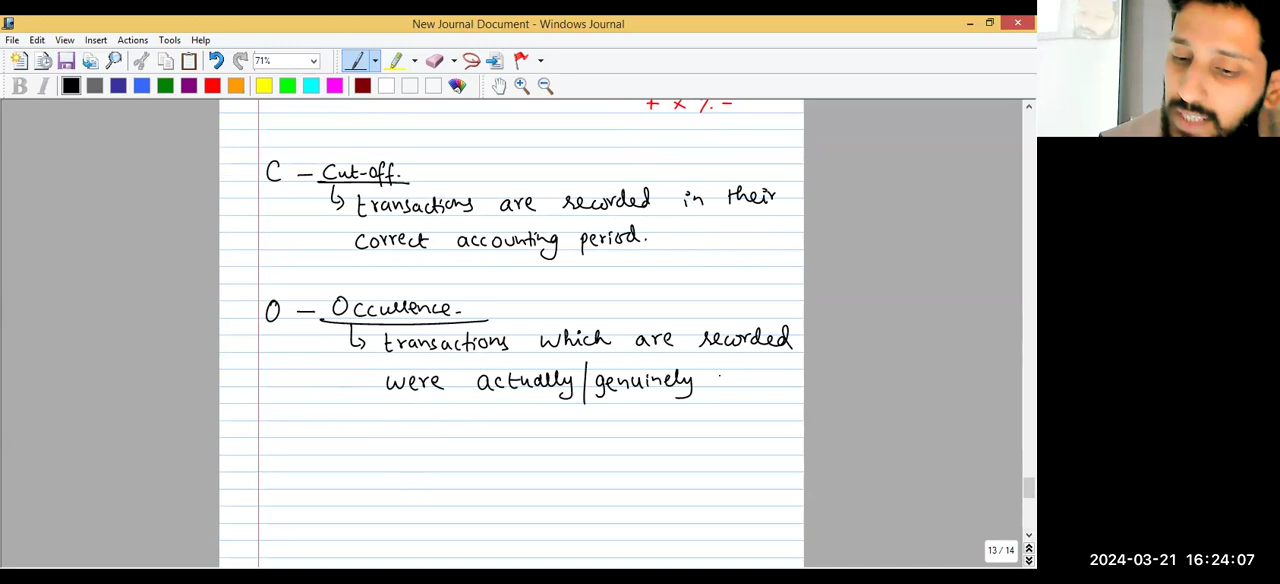 New Journal Document - Windows Journal
File Edit View Insert Actions Tools Help
71%
B I
+ × % -
C - Cut-off.
↳ transactions are recorded in their
correct accounting period.
O - Occurrence.
↳ transactions which are recorded
were actually/genuinely
13 / 14
2024-03-21 16:24:07